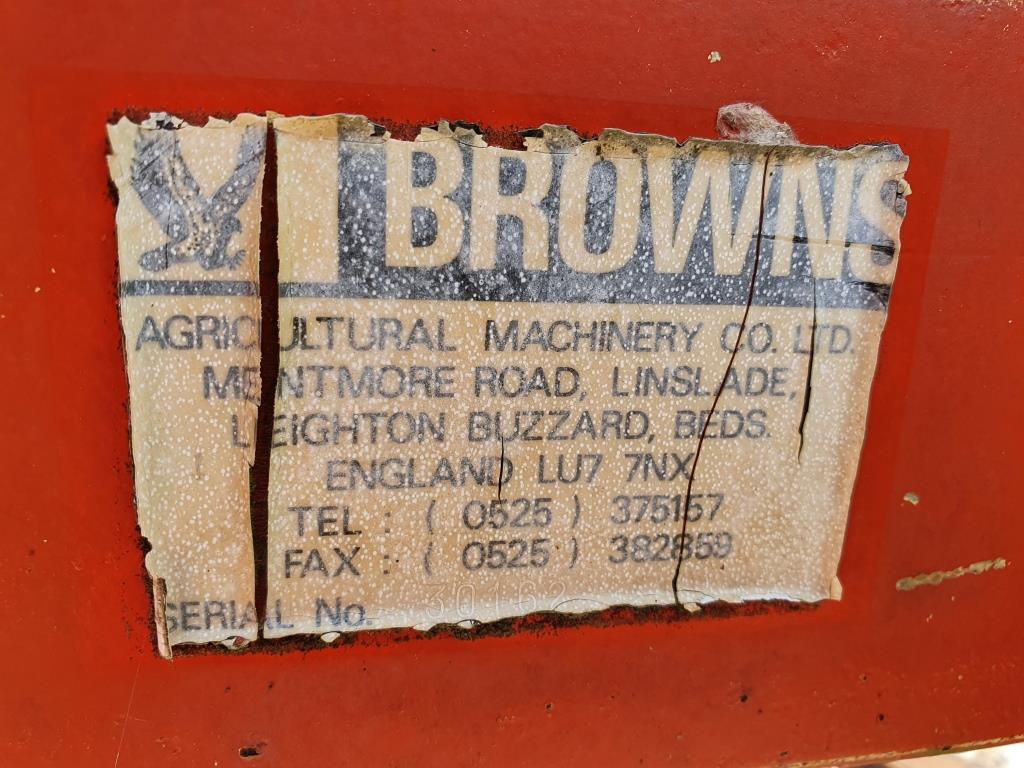 BROWNS
AGRICULTURAL MACHINERY CO. LTD.
MENTMORE ROAD, LINSLADE,
LEIGHTON BUZZARD, BEDS.
ENGLAND LU7 7NX
TEL : ( 0525 ) 375157
FAX : ( 0525 ) 382859
SERIAL No. 30162